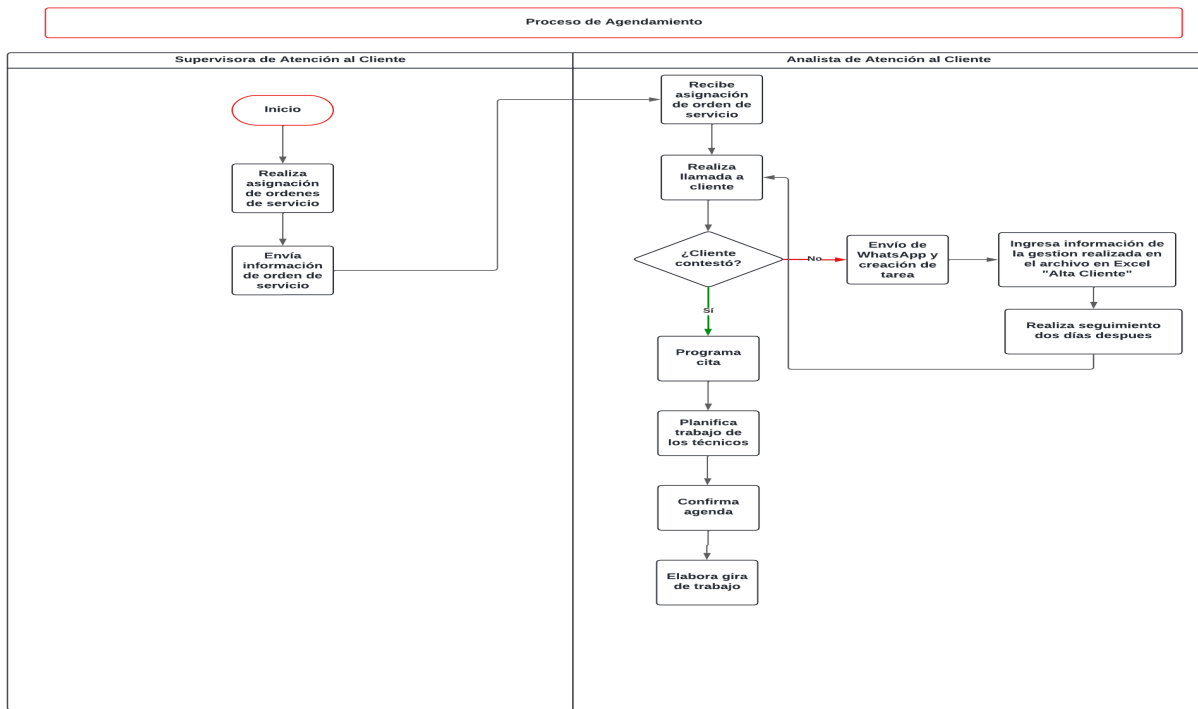 Proceso de Agendamiento
Supervisora de Atención al Cliente
Analista de Atención al Cliente
Inicio
Realiza
asignación
de ordenes
de servicio
Envía
información
de orden de
servicio
Recibe
asignación
de orden de
servicio
Realiza
llamada a
cliente
¿Cliente
contestó?
No
Envío de
WhatsApp y
creación de
tarea
Ingresa información de
la gestion realizada en
el archivo en Excel
"Alta Cliente"
Realiza seguimiento
dos días despues
Sí
Programa
cita
Planifica
trabajo de
los técnicos
Confirma
agenda
Elabora gira
de trabajo